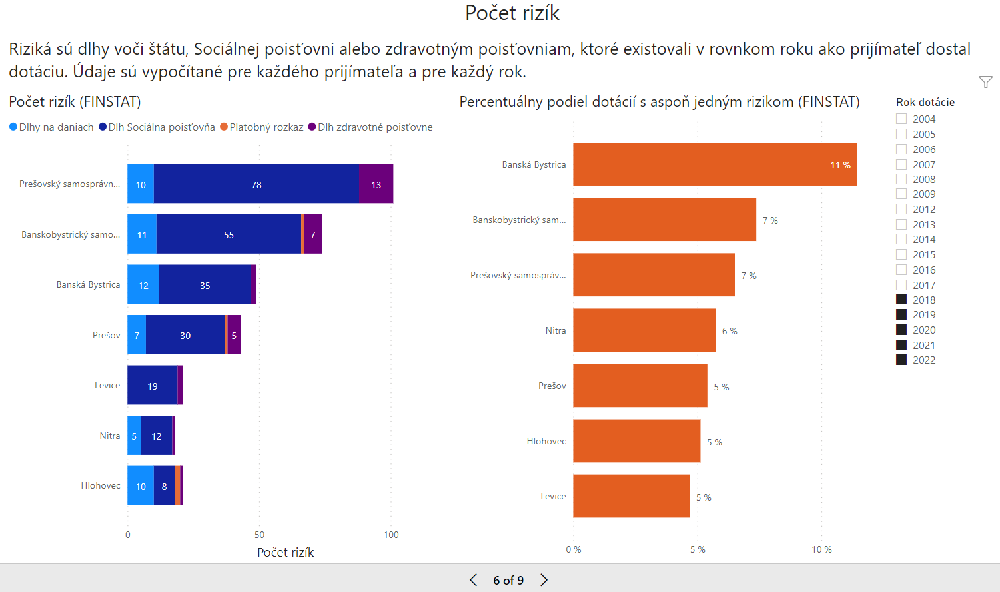 Počet rizík
Riziká sú dlhy voči štátu, Sociálnej poisťovni alebo zdravotným poisťovniam, ktoré existovali v rovnkom roku ako prijímateľ dostal
dotáciu. Údaje sú vypočítané pre každého prijímateľa a pre každý rok.
Počet rizík (FINSTAT)
Dlhy na daniach Dlh Sociálna poisťovňa Platobný rozkaz Dlh zdravotné poisťovne
Prešovský samosprávn... 10 78 13
Banskobystrický samo... 11 55 7
Banská Bystrica 12 35
Prešov 7 30 5
Levice 19
Nitra 5 12
Hlohovec 10 8
0 50 100
Počet rizík
Percentuálny podiel dotácií s aspoň jedným rizikom (FINSTAT)
Banská Bystrica 11 %
Banskobystrický sam... 7 %
Prešovský samospráv... 7 %
Nitra 6 %
Prešov 5 %
Hlohovec 5 %
Levice 5 %
0 % 5 % 10 %
Rok dotácie
2004
2005
2006
2007
2008
2009
2012
2013
2014
2015
2016
2017
2018
2019
2020
2021
2022
6 of 9